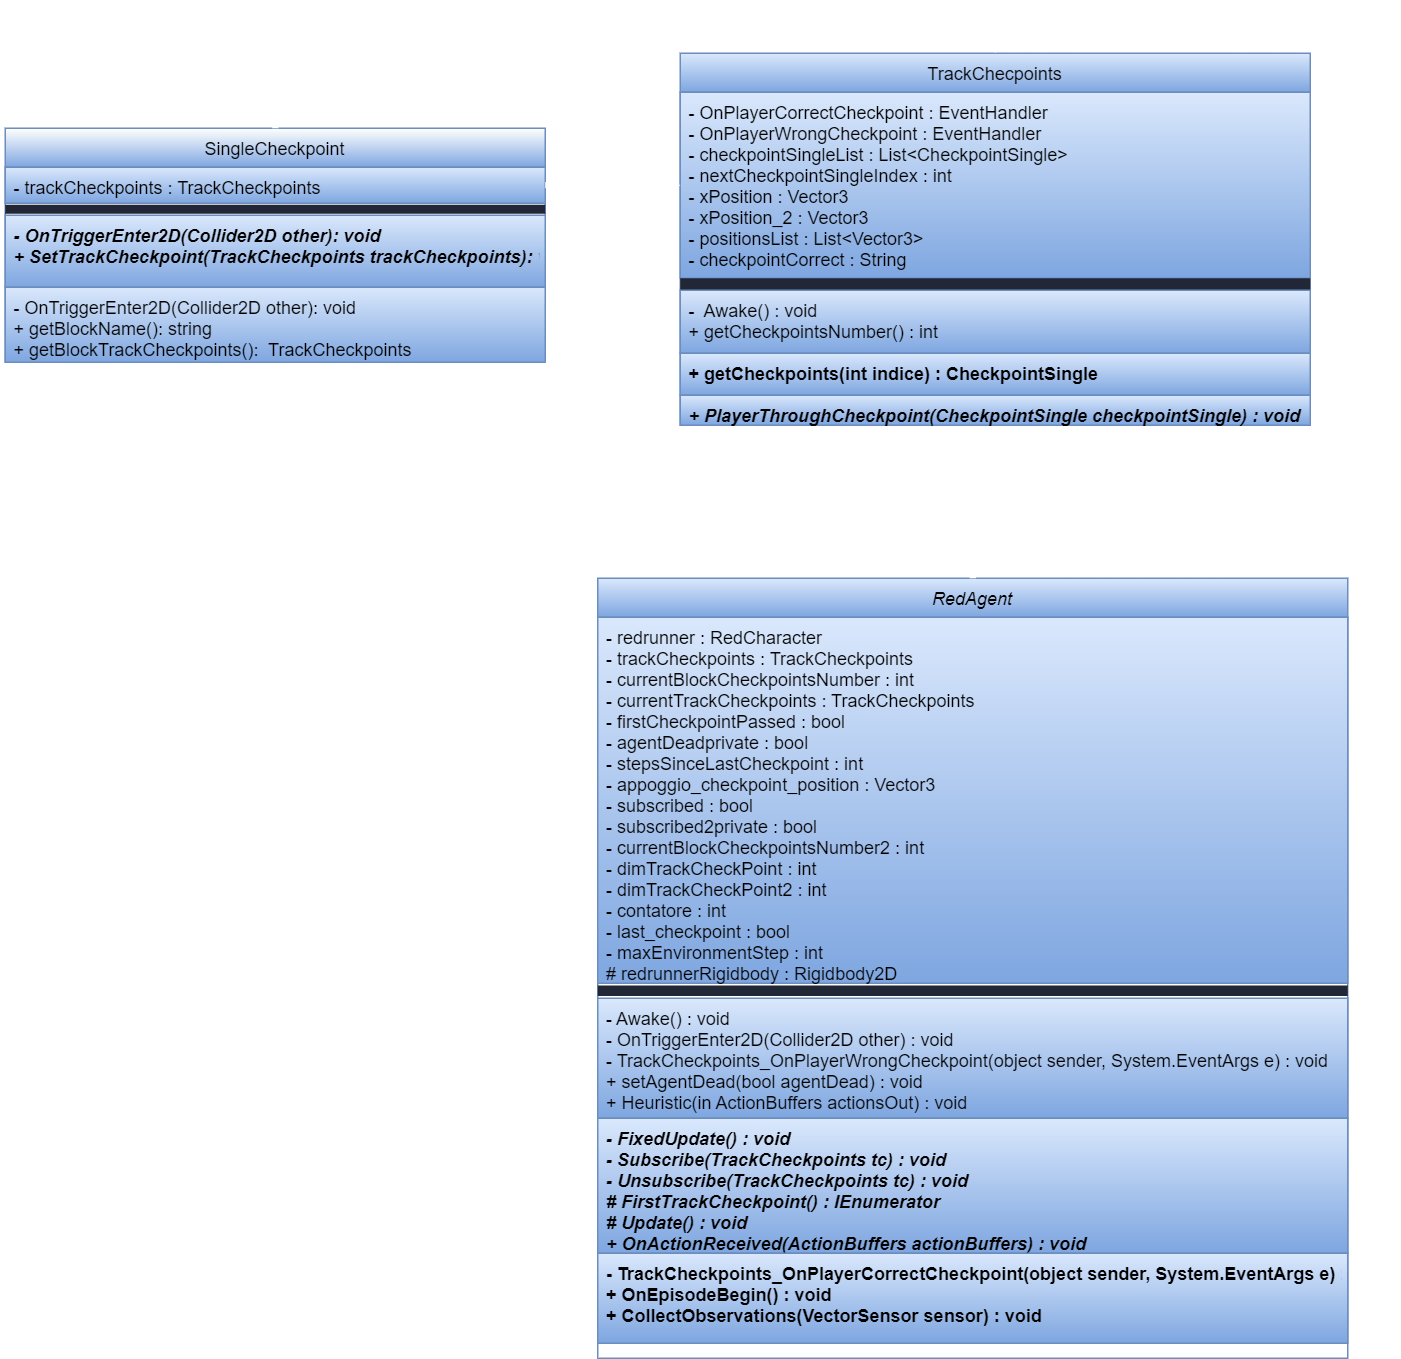 SingleCheckpoint
- trackCheckpoints : TrackCheckpoints
- OnTriggerEnter2D(Collider2D other): void
+ SetTrackCheckpoint(TrackCheckpoints trackCheckpoints):
- OnTriggerEnter2D(Collider2D other): void
+ getBlockName(): string
+ getBlockTrackCheckpoints():  TrackCheckpoints
TrackChecpoints
- OnPlayerCorrectCheckpoint : EventHandler
- OnPlayerWrongCheckpoint : EventHandler
- checkpointSingleList : List<CheckpointSingle>
- nextCheckpointSingleIndex : int
- xPosition : Vector3
- xPosition_2 : Vector3
- positionsList : List<Vector3>
- checkpointCorrect : String
-  Awake() : void
+ getCheckpointsNumber() : int
+ getCheckpoints(int indice) : CheckpointSingle
+ PlayerThroughCheckpoint(CheckpointSingle checkpointSingle) : void
RedAgent
- redrunner : RedCharacter
- trackCheckpoints : TrackCheckpoints
- currentBlockCheckpointsNumber : int
- currentTrackCheckpoints : TrackCheckpoints
- firstCheckpointPassed : bool
- agentDeadprivate : bool
- stepsSinceLastCheckpoint : int
- appoggio_checkpoint_position : Vector3
- subscribed : bool
- subscribed2private : bool
- currentBlockCheckpointsNumber2 : int
- dimTrackCheckPoint : int
- dimTrackCheckPoint2 : int
- contatore : int
- last_checkpoint : bool
- maxEnvironmentStep : int
# redrunnerRigidbody : Rigidbody2D
- Awake() : void
- OnTriggerEnter2D(Collider2D other) : void
- TrackCheckpoints_OnPlayerWrongCheckpoint(object sender, System.EventArgs e) : void
+ setAgentDead(bool agentDead) : void
+ Heuristic(in ActionBuffers actionsOut) : void
- FixedUpdate() : void
- Subscribe(TrackCheckpoints tc) : void
- Unsubscribe(TrackCheckpoints tc) : void
# FirstTrackCheckpoint() : IEnumerator
# Update() : void
+ OnActionReceived(ActionBuffers actionBuffers) : void
- TrackCheckpoints_OnPlayerCorrectCheckpoint(object sender, System.EventArgs e)
+ OnEpisodeBegin() : void
+ CollectObservations(VectorSensor sensor) : void